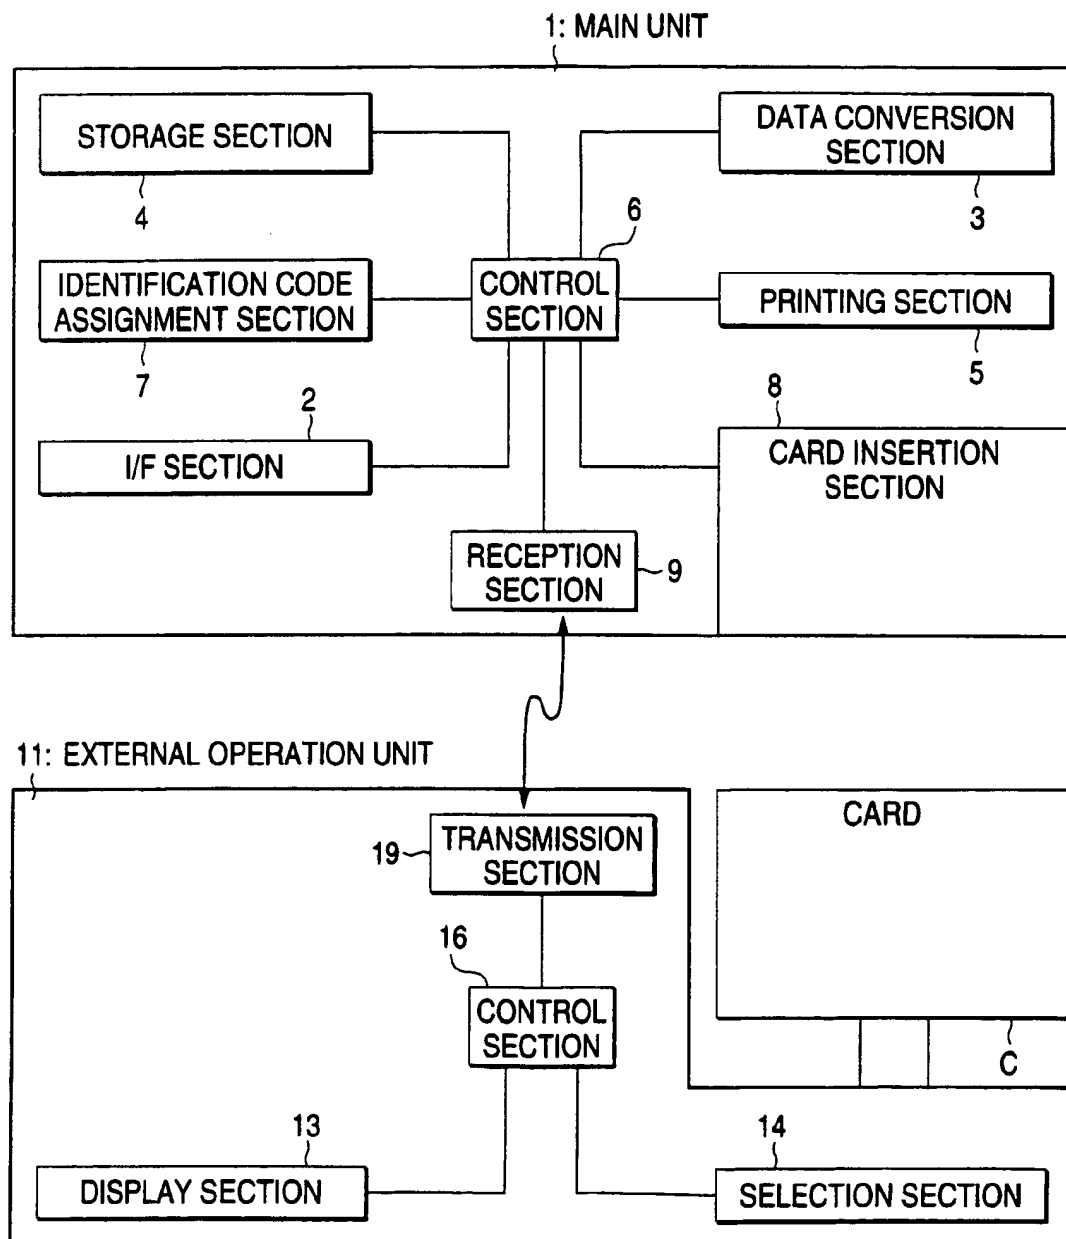 1: MAIN UNIT
STORAGE SECTION
4
DATA CONVERSION
SECTION
3
6
IDENTIFICATION CODE
ASSIGNMENT SECTION
7
CONTROL
SECTION
PRINTING SECTION
5
2
I/F SECTION
8
CARD INSERTION
SECTION
RECEPTION
SECTION
9
11: EXTERNAL OPERATION UNIT
TRANSMISSION
SECTION
19
CARD
C
16
CONTROL
SECTION
13
DISPLAY SECTION
14
SELECTION SECTION